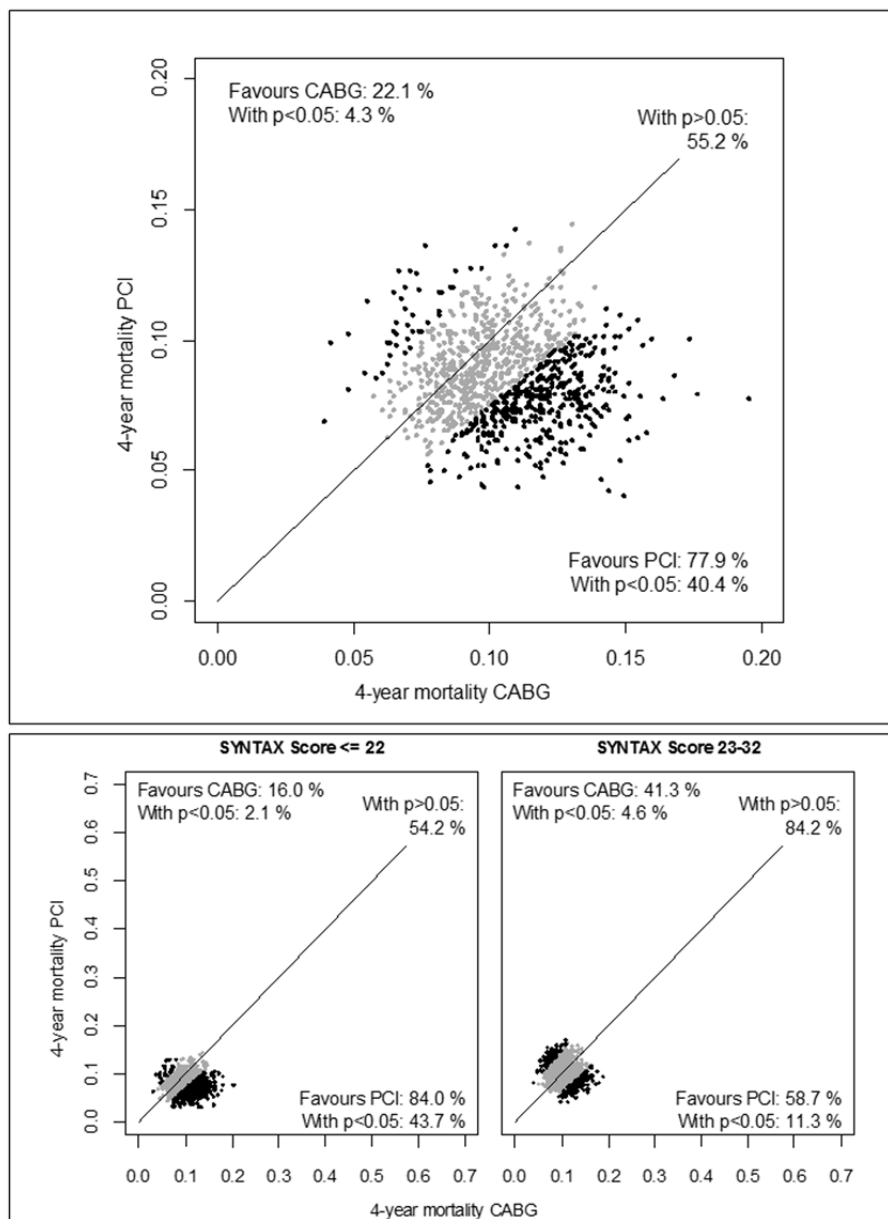 0.20
0.15
0.10
0.05
0.00
4-year mortality PCI
Favours CABG: 22.1 %
With p<0.05: 4.3 %
With p>0.05:
55.2 %
Favours PCI: 77.9 %
With p<0.05: 40.4 %
0.00 0.05 0.10 0.15 0.20
4-year mortality CABG
SYNTAX Score <= 22
SYNTAX Score 23-32
0.7
0.6
0.5
0.4
0.3
0.2
0.1
0.0
4-year mortality PCI
Favours CABG: 16.0 %
With p<0.05: 2.1 %
With p>0.05:
54.2 %
Favours PCI: 84.0 %
With p<0.05: 43.7 %
0.0 0.1 0.2 0.3 0.4 0.5 0.6 0.7
Favours CABG: 41.3 %
With p<0.05: 4.6 %
With p>0.05:
84.2 %
Favours PCI: 58.7 %
With p<0.05: 11.3 %
0.0 0.1 0.2 0.3 0.4 0.5 0.6 0.7
4-year mortality CABG